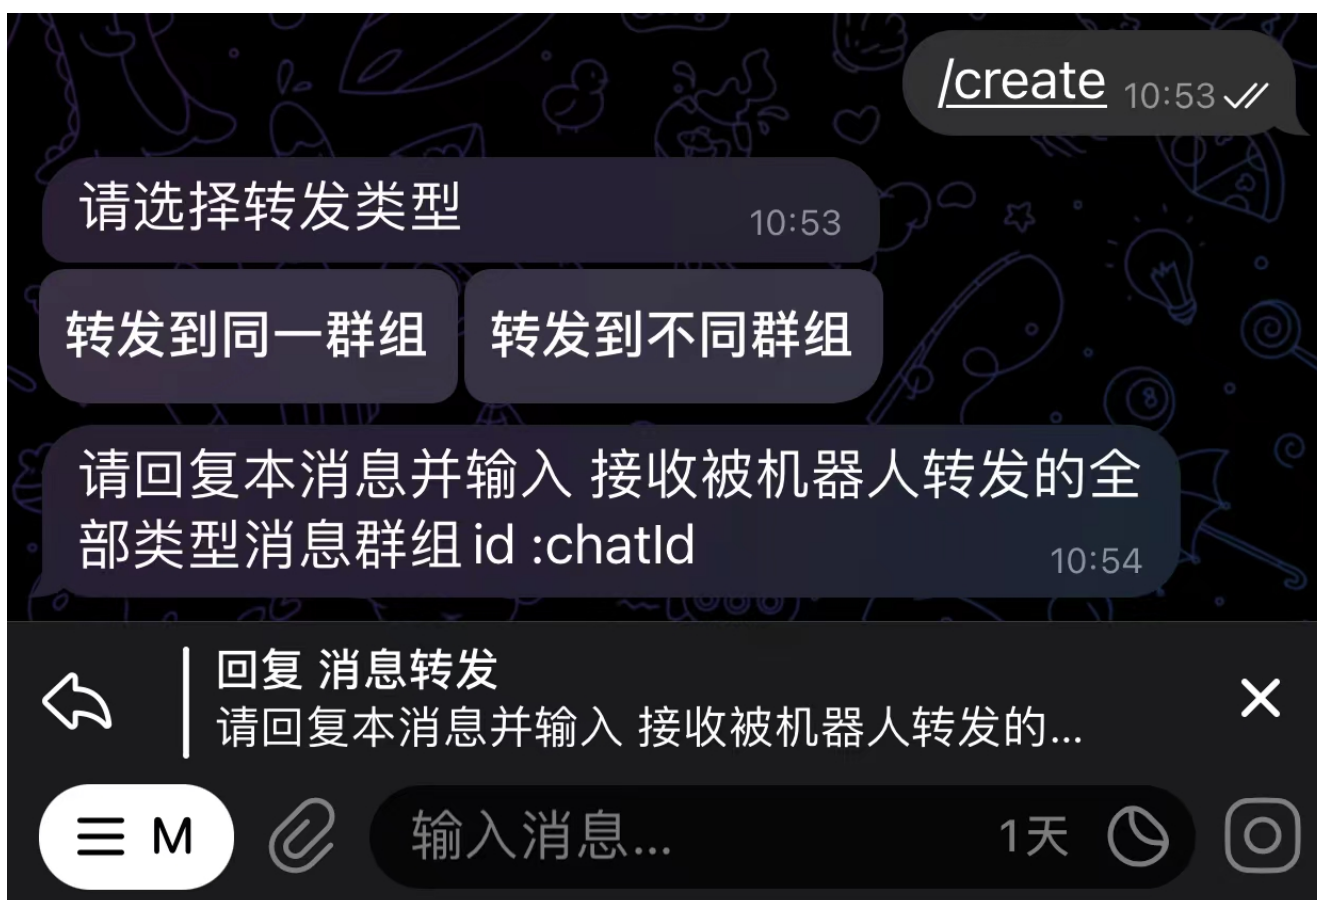 /create 10:53
请选择转发类型 10:53
转发到同一群组 转发到不同群组
请回复本消息并输入 接收被机器人转发的全
部类型消息群组 id :chatId 10:54
回复 消息转发
请回复本消息并输入 接收被机器人转发的...
M 输入消息... 1天